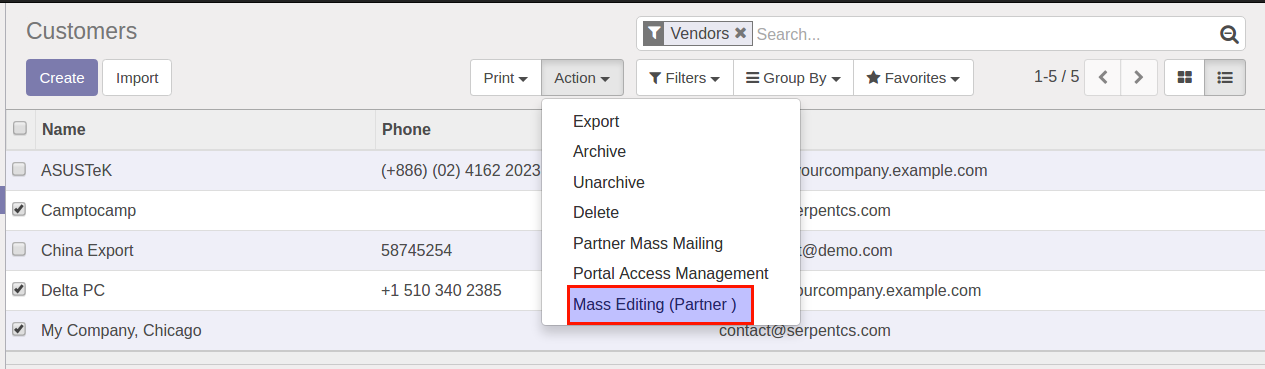 Customers
Vendors Search...
Create Import Print Action Filters Group By Favorites 1-5 / 5
Name Phone
ASUSTeK (+886) (02) 4162 2023 ourcompany.example.com
Camptocamp erpentcs.com
China Export 58745254 t@demo.com
Delta PC +1 510 340 2385 ourcompany.example.com
My Company, Chicago contact@serpentcs.com
Export
Archive
Unarchive
Delete
Partner Mass Mailing
Portal Access Management
Mass Editing (Partner )